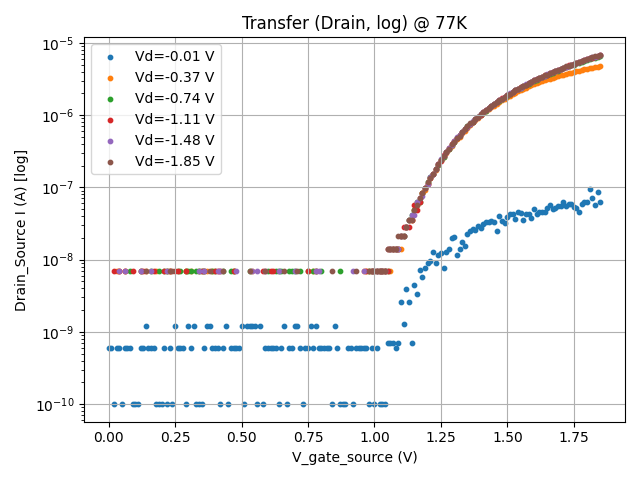 Transfer (Drain, log) @ 77K
Drain_Source I (A) [log]
10⁻⁵
10⁻⁶
10⁻⁷
10⁻⁸
10⁻⁹
10⁻¹⁰
Vd=-0.01 V
Vd=-0.37 V
Vd=-0.74 V
Vd=-1.11 V
Vd=-1.48 V
Vd=-1.85 V
0.00 0.25 0.50 0.75 1.00 1.25 1.50 1.75
V_gate_source (V)